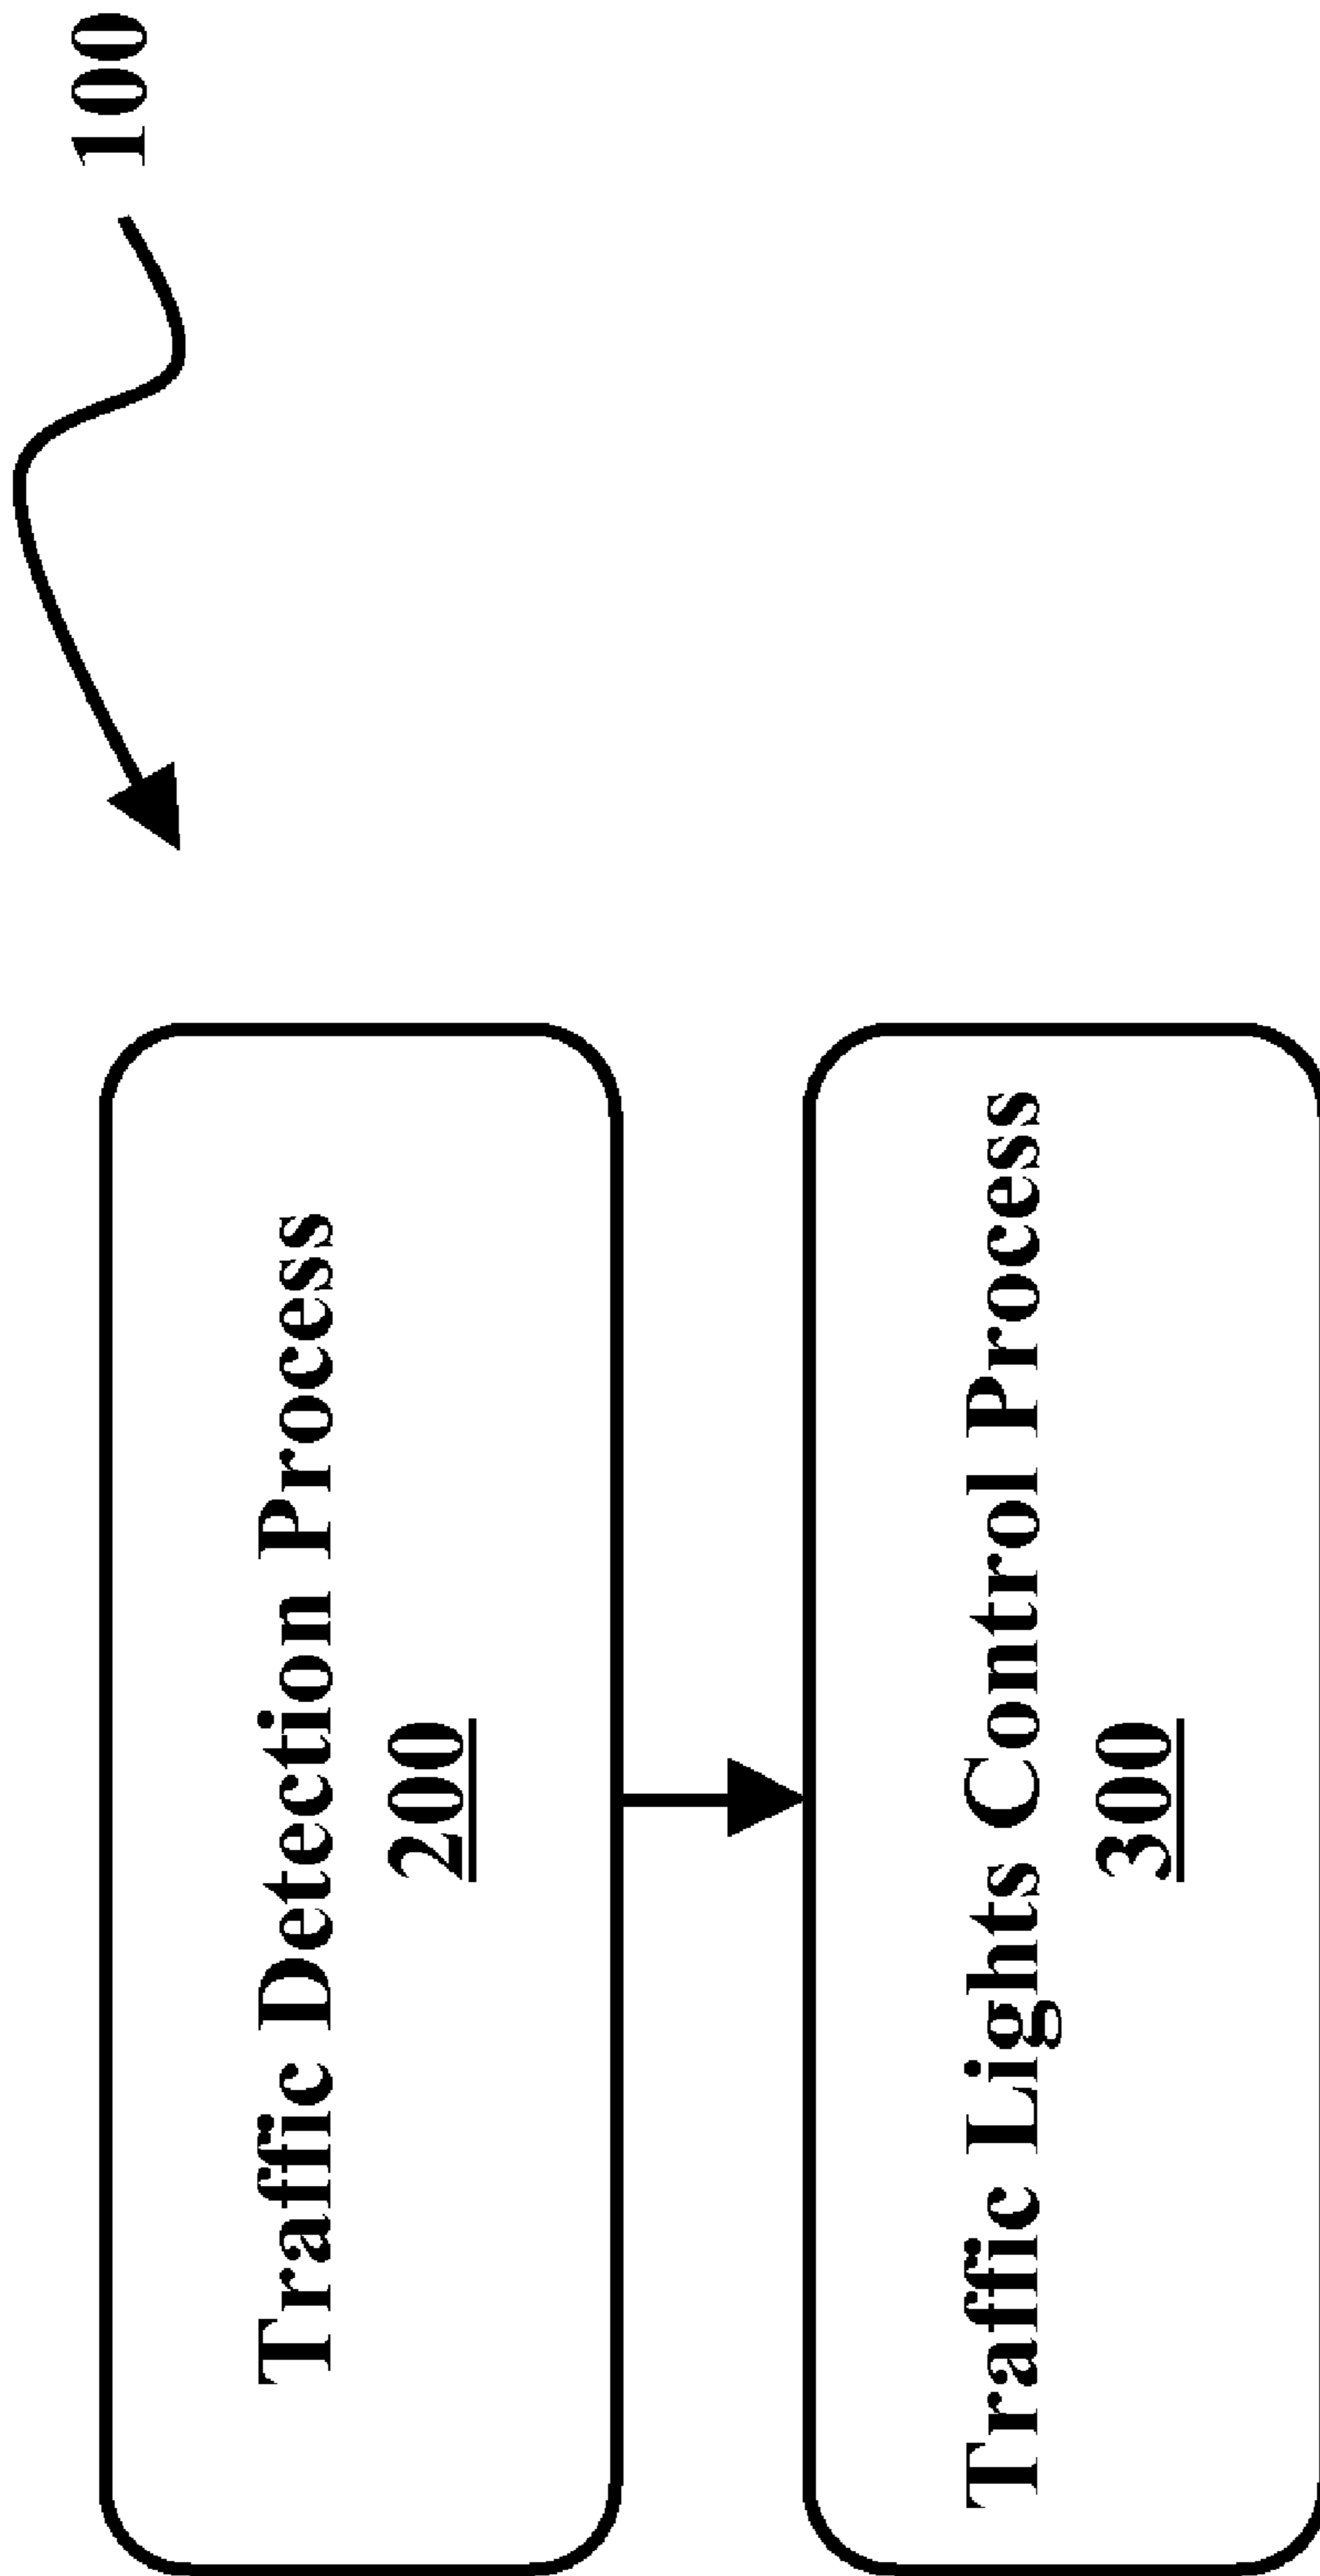 100
Traffic Detection Process
200
Traffic Lights Control Process
300